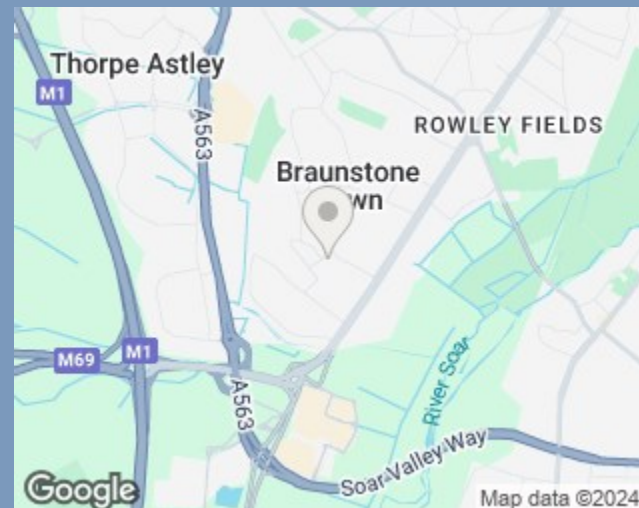 Thorpe Astley
M1
A563
ROWLEY FIELDS
Braunstone
wn
M69
M1
A563
River Soar
Soar Valley Way
Google
Map data ©2024